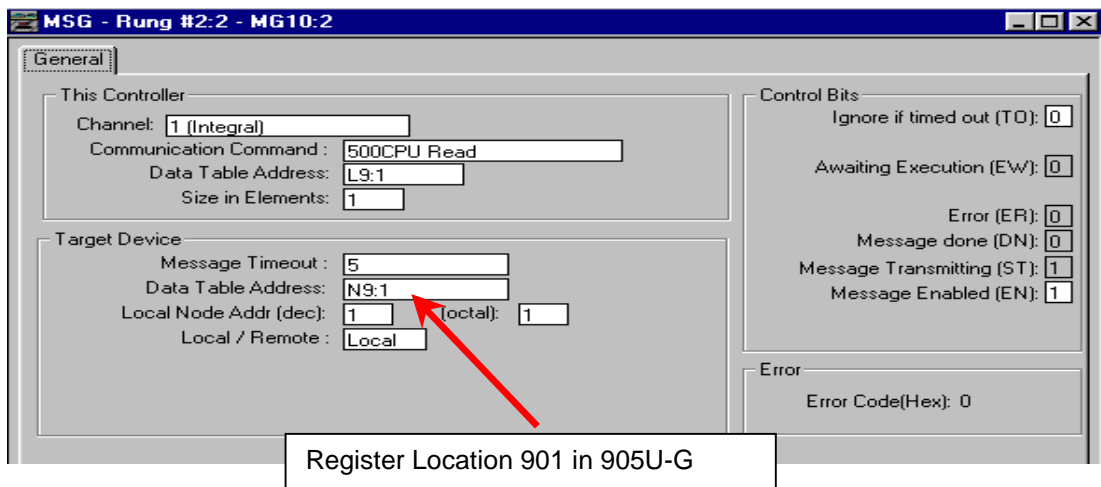 MSG - Rung #2:2 - MG10:2
General
This Controller
Channel: 1 (Integral)
Communication Command : 500CPU Read
Data Table Address: L9:1
Size in Elements: 1
Target Device
Message Timeout : 5
Data Table Address: N9:1
Local Node Addr (dec): 1 (octal): 1
Local / Remote : Local
Control Bits
Ignore if timed out (TO): 0
Awaiting Execution (EW): 0
Error (ER): 0
Message done (DN): 0
Message Transmitting (ST): 1
Message Enabled (EN): 1
Error
Error Code(Hex): 0
Register Location 901 in 905U-G